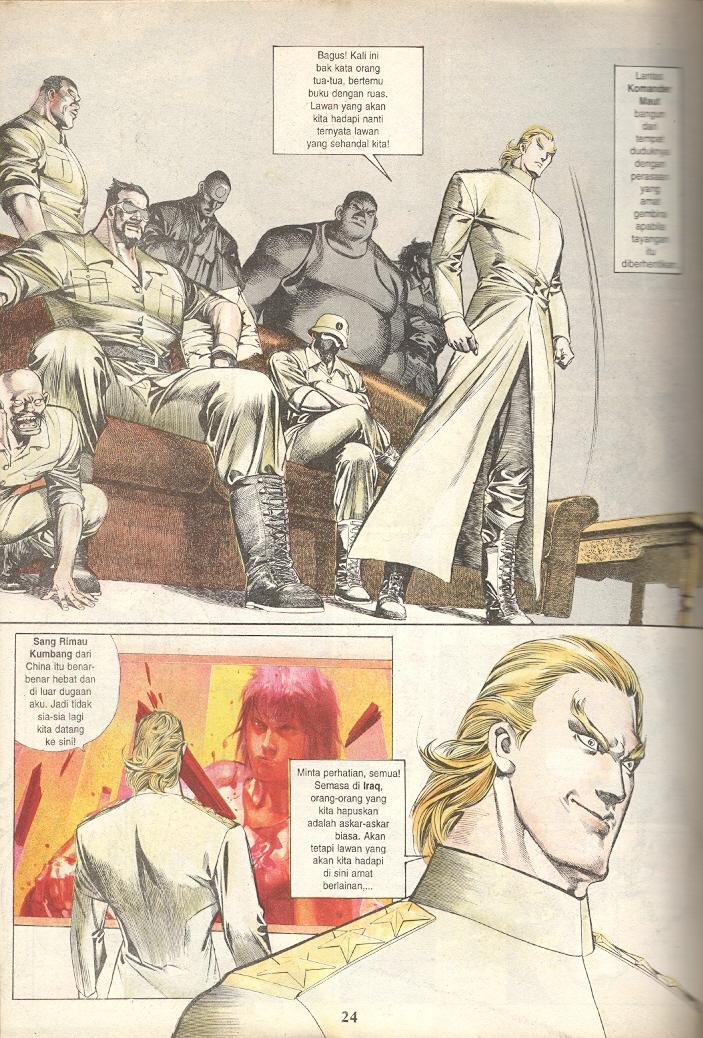 Bagus! Kali ini
bak kata orang
tua-tua, bertemu
buku dengan ruas.
Lawan yang akan
kita hadapi nanti
ternyata lawan
yang sehandal kita!
Lantas
Komander
Maut
bangun
dari
tempat
duduknya
dengan
perasaan
yang
amat
gembira
apabila
tayangan
itu
diberhentikan.
Sang Rimau
Kumbang dari
China itu benar-
benar hebat dan
di luar dugaan
aku. Jadi tidak
sia-sia lagi
kita datang
ke sini!
Minta perhatian, semua!
Semasa di Iraq,
orang-orang yang
kita hapuskan
adalah askar-askar
biasa. Akan
tetapi lawan yang
akan kita hadapi
di sini amat
berlainan,...
24